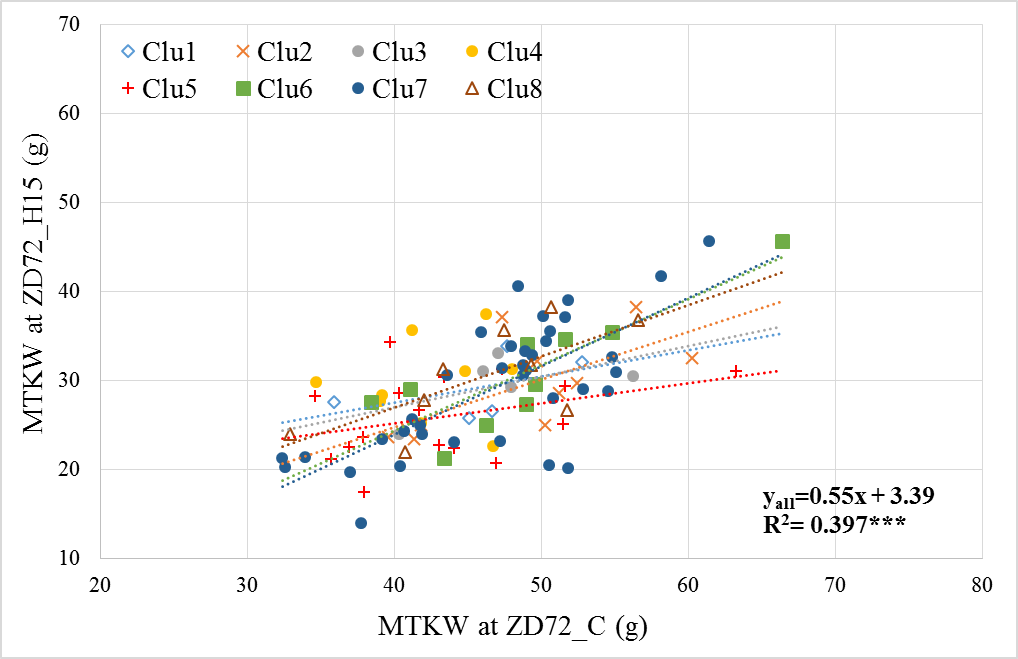 70
60
50
40
30
20
10
MTKW at ZD72_H15 (g)
Clu1 Clu2 Clu3 Clu4
Clu5 Clu6 Clu7 Clu8
yall=0.55x + 3.39
R2= 0.397***
20 30 40 50 60 70 80
MTKW at ZD72_C (g)